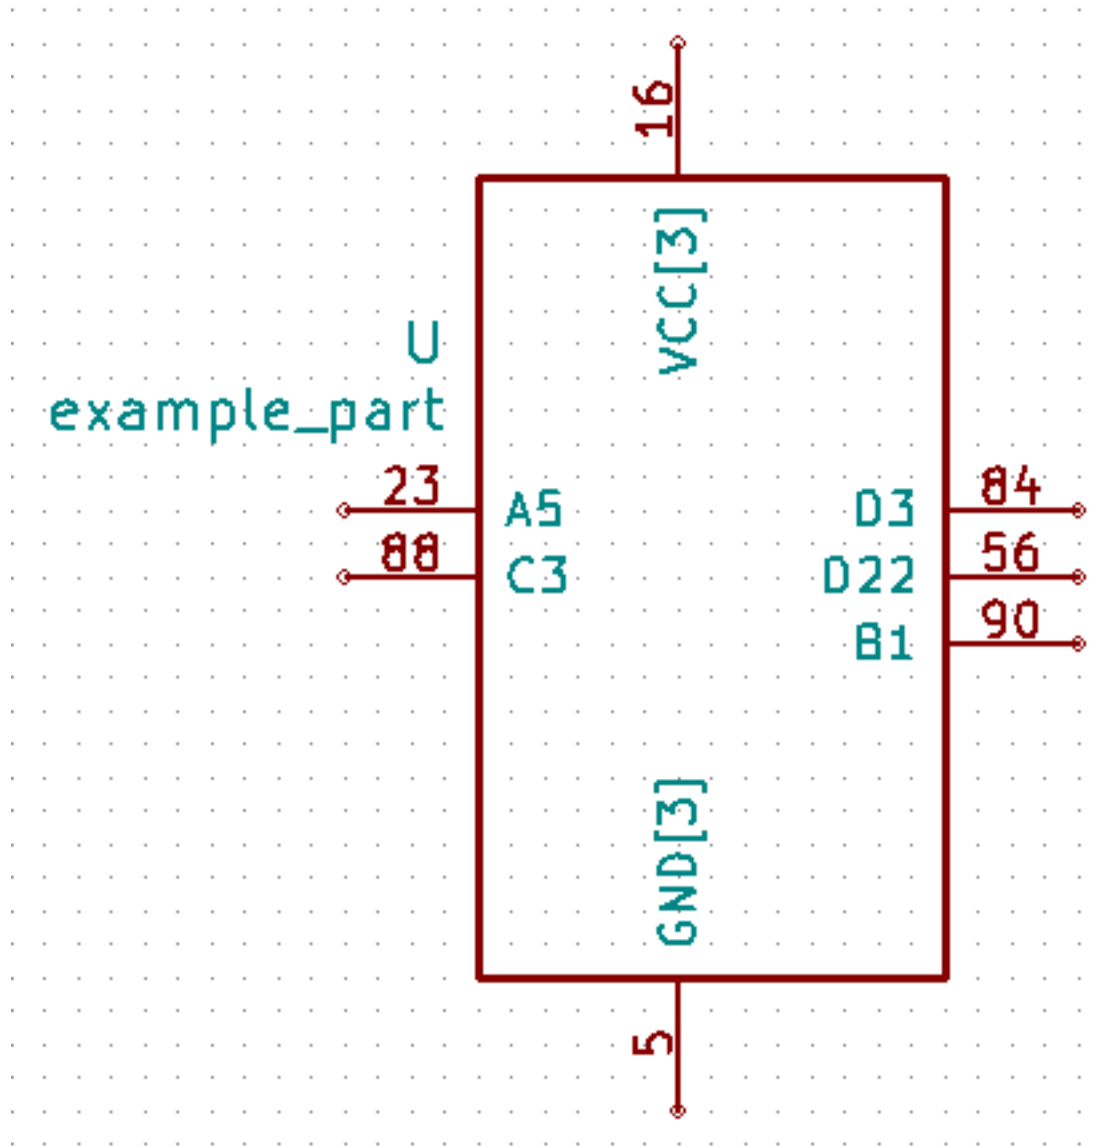 16
VCC[3]
U
example_part
23 A5 D3 84
88 C3 D22 56
B1 90
GND[3]
5